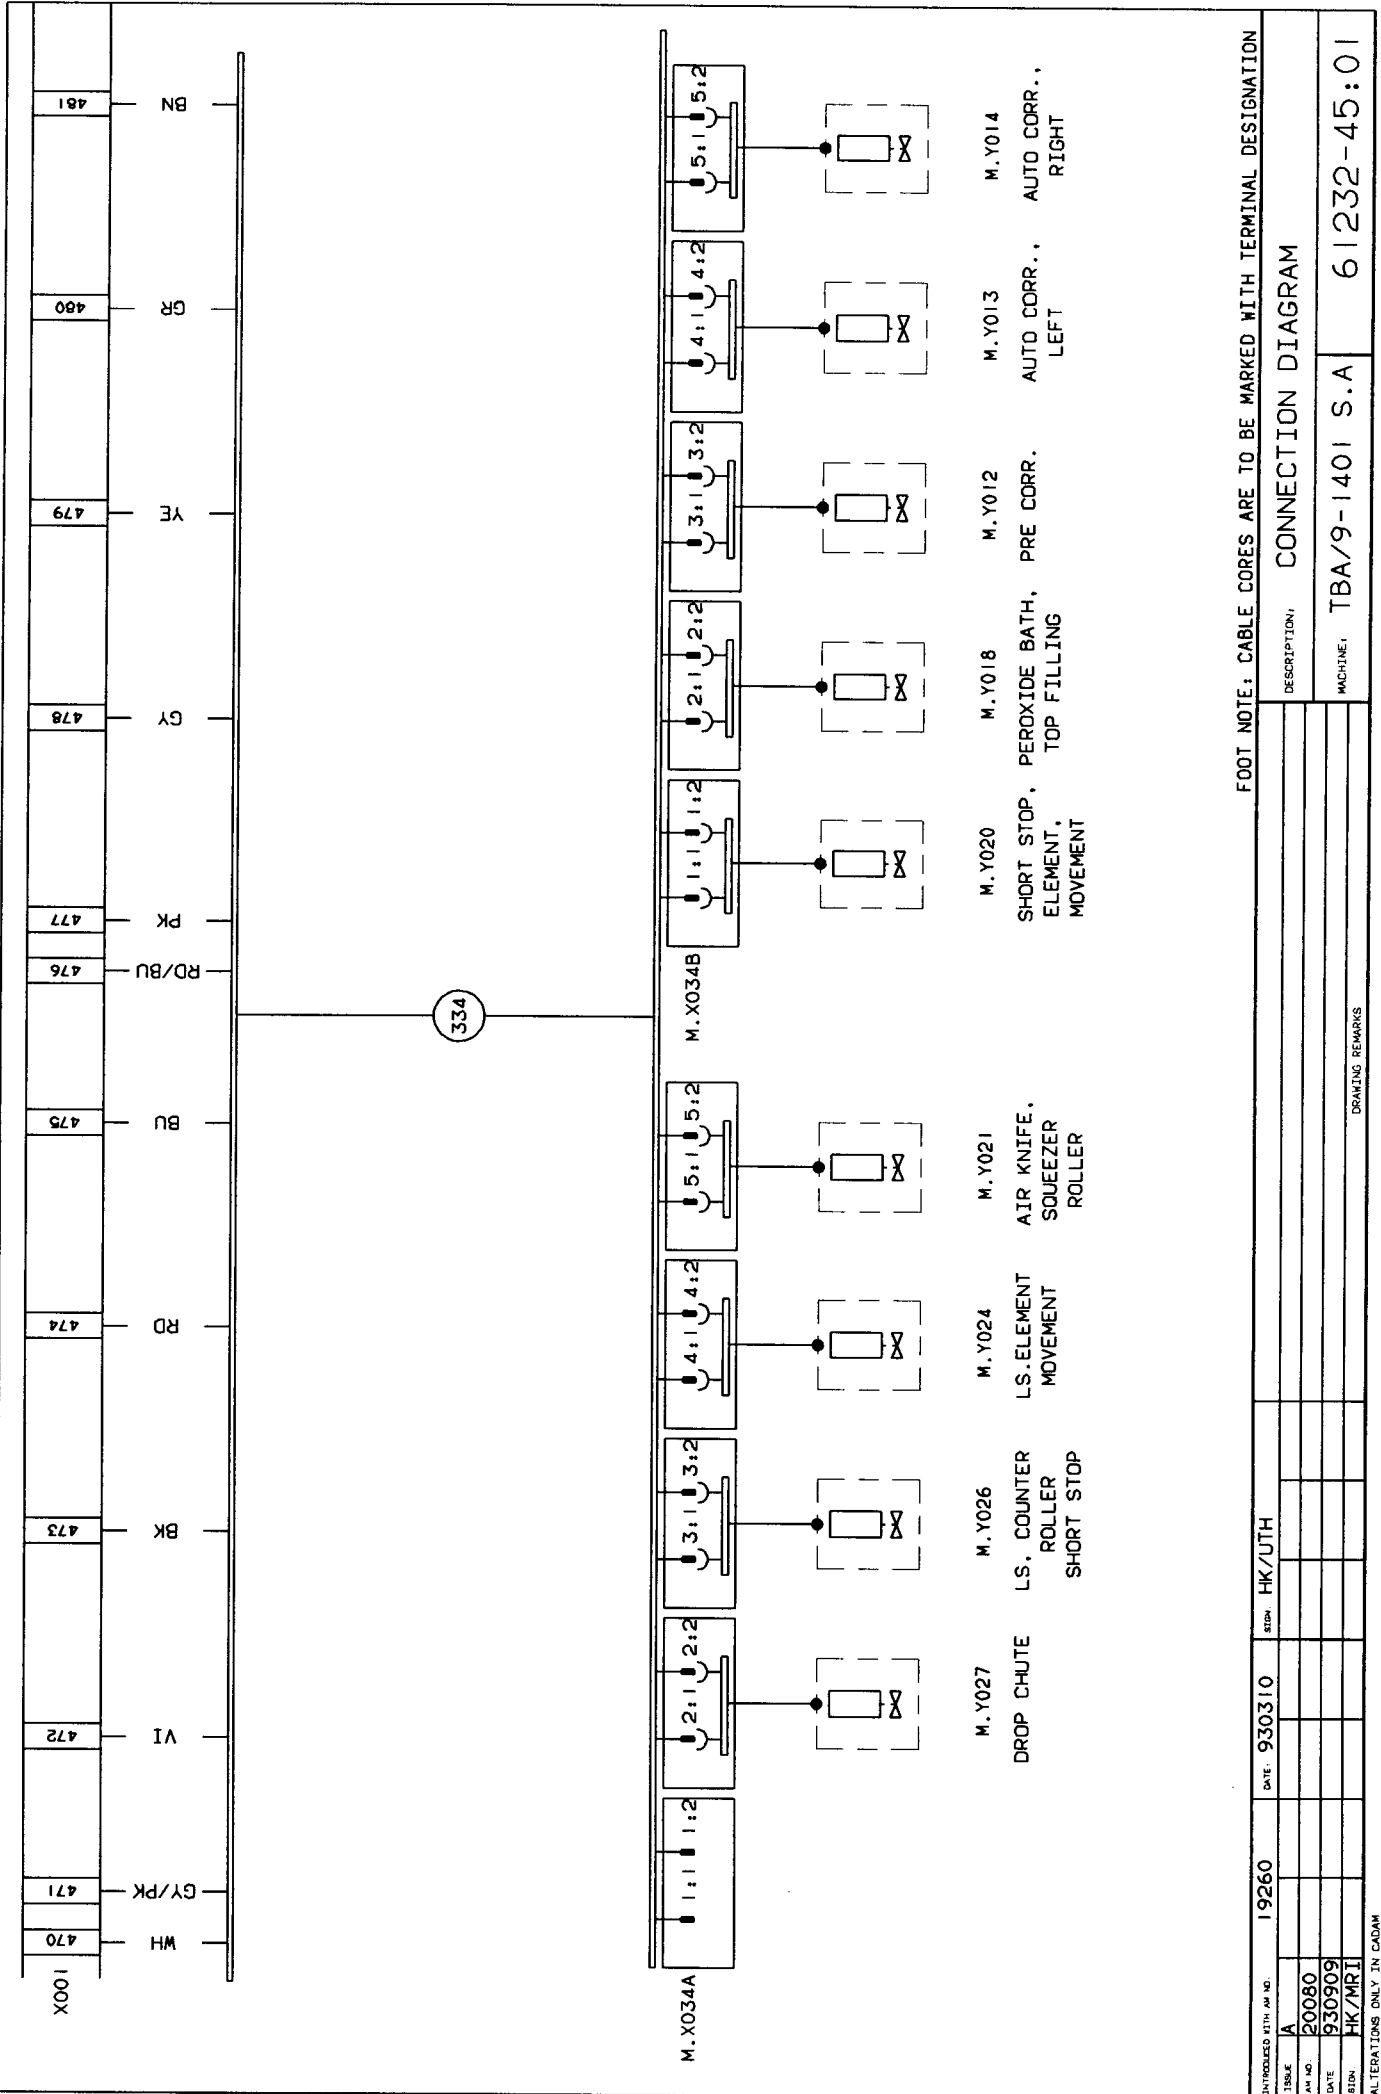 X001
470
471
472
473
474
475
476
477
478
479
480
481
WH
GY/PK
VI
BK
RD
BU
RD/BU
PK
GY
YE
GR
BN
334
M.X034A
1:1 1:2
2:1 2:2
3:1 3:2
4:1 4:2
5:1 5:2
M.X034B
1:1 1:2
2:1 2:2
3:1 3:2
4:1 4:2
5:1 5:2
M.Y027
DROP CHUTE
M.Y026
LS, COUNTER
ROLLER
SHORT STOP
M.Y024
LS.ELEMENT
MOVEMENT
M.Y021
AIR KNIFE,
SQUEEZER
ROLLER
M.Y020
SHORT STOP,
ELEMENT,
MOVEMENT
M.Y018
PEROXIDE BATH,
TOP FILLING
M.Y012
PRE CORR.
M.Y013
AUTO CORR..,
LEFT
M.Y014
AUTO CORR..,
RIGHT
FOOT NOTE: CABLE CORES ARE TO BE MARKED WITH TERMINAL DESIGNATION
INTRODUCED WITH AM NO. 19260
DATE. 930310
SIGN. HK/UTH
ISSUE A
AM NO. 20080
DATE 930909
SIGN. HK/MRI
DRAWING REMARKS
DESCRIPTION: CONNECTION DIAGRAM
MACHINE: TBA/9-1401 S.A
61232-45:01
ALTERATIONS ONLY IN CADAM